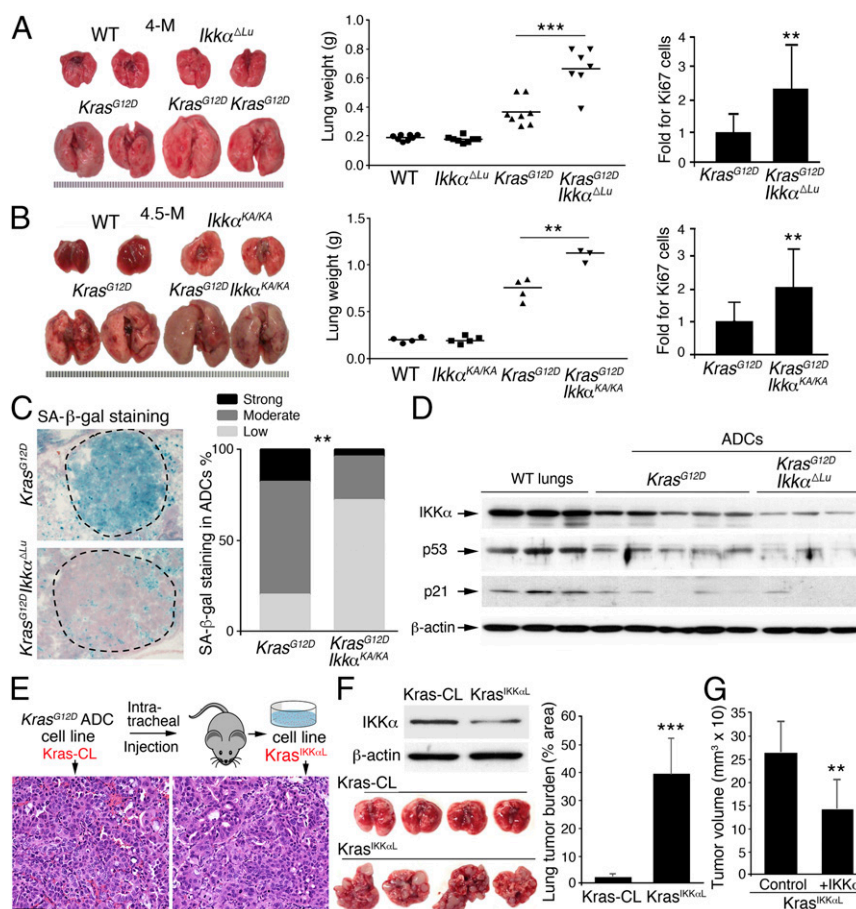 A
WT
4-M
Ikkα^ΔLu
Kras^G12D
Kras^G12D Kras^G12D
Lung weight (g)
1.0
0.8
0.6
0.4
0.2
0.0
***
WT
Ikkα^ΔLu
Kras^G12D
Kras^G12D
Ikkα^ΔLu
Fold for Ki67 cells
4
3
2
1
0
**
Kras^G12D
Kras^G12D
Ikkα^ΔLu
B
WT
4.5-M
Ikkα^KA/KA
Kras^G12D
Kras^G12D Ikkα^KA/KA
Lung weight (g)
1.5
1.0
0.5
0.0
**
WT
Ikkα^KA/KA
Kras^G12D
Kras^G12D
Ikkα^KA/KA
Fold for Ki67 cells
4
3
2
1
0
**
Kras^G12D
Kras^G12D
Ikkα^KA/KA
C
SA-β-gal staining
Kras^G12D
Kras^G12D Ikkα^ΔLu
Strong
Moderate
Low
SA-β-gal staining in ADCs %
100
50
0
**
Kras^G12D
Kras^G12D
Ikkα^KA/KA
D
ADCs
WT lungs
Kras^G12D
Kras^G12D
Ikkα^ΔLu
IKKα
p53
p21
β-actin
E
Kras^G12D ADC
cell line
Kras-CL
Intra-
tracheal
Injection
cell line
Kras^IKKαL
F
Kras-CL Kras^IKKαL
IKKα
β-actin
Kras-CL
Kras^IKKαL
Lung tumor burden (% area)
60
50
40
30
20
10
0
***
Kras-CL Kras^IKKαL
G
Tumor volume (mm³ x 10)
35
30
25
20
15
10
5
0
**
Control
+IKKα
Kras^IKKαL